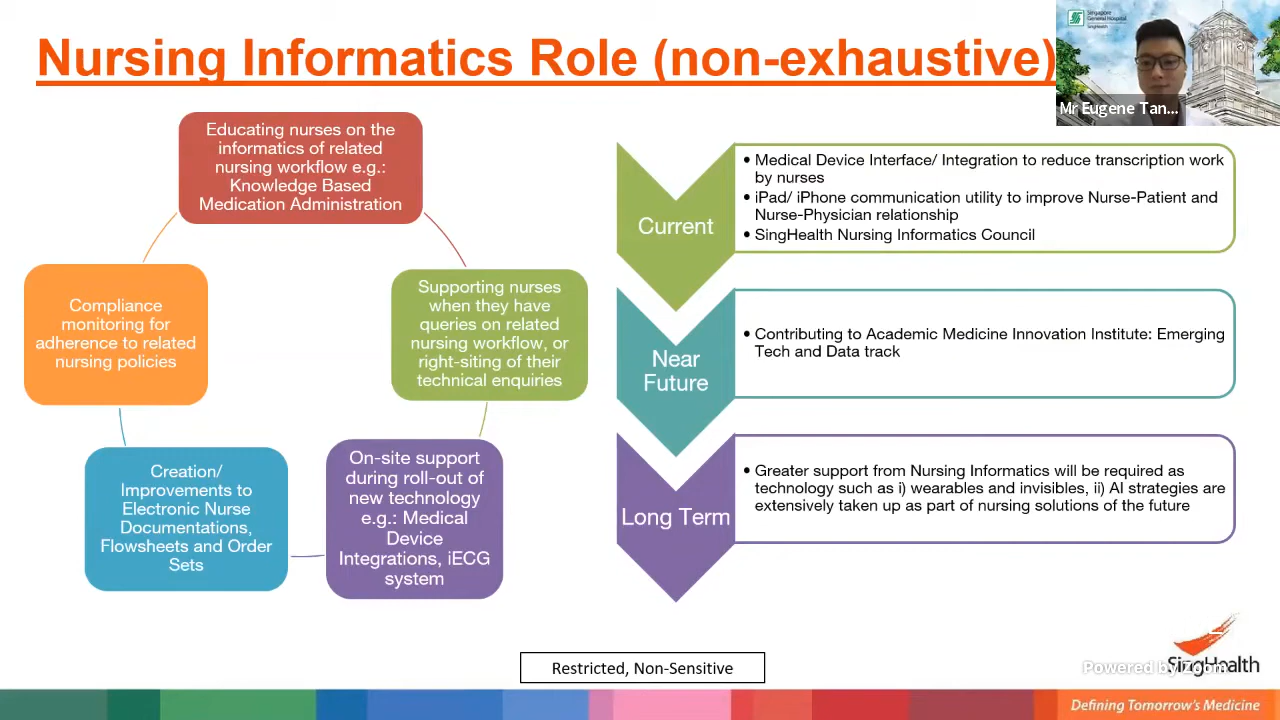 Nursing Informatics Role (non-exhaustive)
Singapore
General Hospital
SingHealth
Mr Eugene Tan...
Educating nurses on the
informatics of related
nursing workflow e.g.:
Knowledge Based
Medication Administration
Supporting nurses
when they have
queries on related
nursing workflow, or
right-siting of their
technical enquiries
On-site support
during roll-out of
new technology
e.g.: Medical
Device
Integrations, iECG
system
Creation/
Improvements to
Electronic Nurse
Documentations,
Flowsheets and Order
Sets
Compliance
monitoring for
adherence to related
nursing policies
Current
• Medical Device Interface/ Integration to reduce transcription work
by nurses
• iPad/ iPhone communication utility to improve Nurse-Patient and
Nurse-Physician relationship
• SingHealth Nursing Informatics Council
Near
Future
• Contributing to Academic Medicine Innovation Institute: Emerging
Tech and Data track
Long Term
• Greater support from Nursing Informatics will be required as
technology such as i) wearables and invisibles, ii) AI strategies are
extensively taken up as part of nursing solutions of the future
Restricted, Non-Sensitive
SingHealth
Powered by Zoom
Defining Tomorrow's Medicine